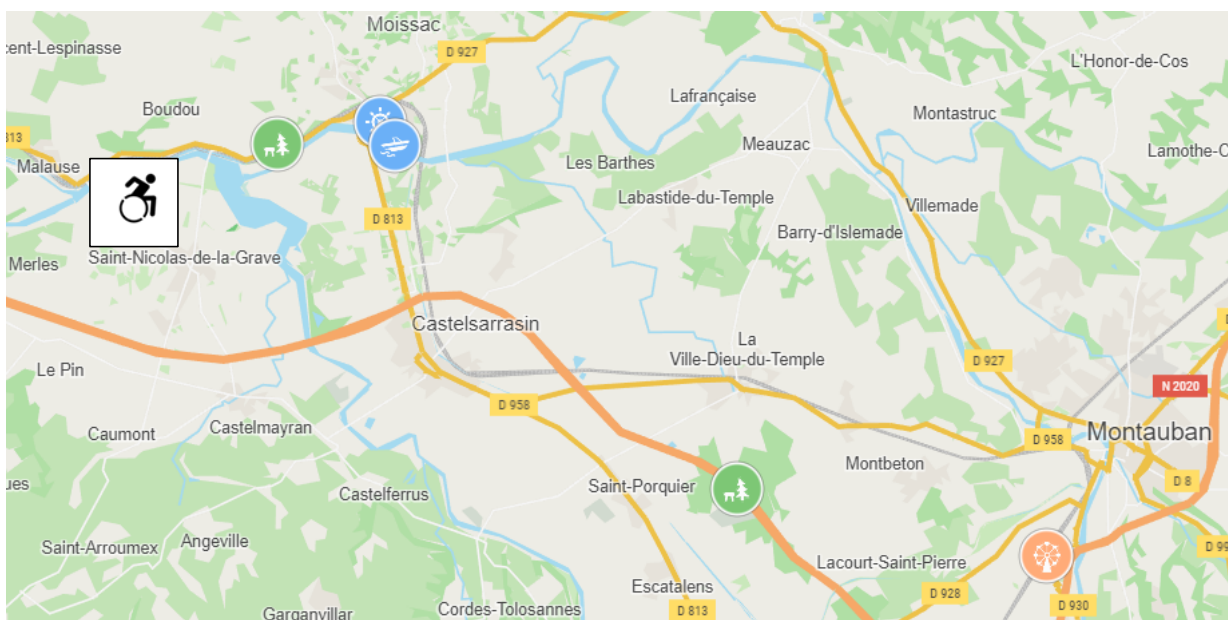 Moissac
cent-Lespinasse
D 927
L'Honor-de-Cos
Boudou
Lafrançaise
Montastruc
813
Meauzac
Malause
Les Barthes
Lamothe-C
Labastide-du-Temple
Villemade
D 813
Barry-d'Islemade
Saint-Nicolas-de-la-Grave
Merles
Castelsarrasin
La
Ville-Dieu-du-Temple
D 927
Le Pin
N 2020
D 958
Caumont
Castelmayran
Montauban
D 958
Montbeton
ues
Saint-Porquier
D 8
Castelferrus
Saint-Arroumex
Angeville
D 99
Lacourt-Saint-Pierre
Escatalens
D 928
D 930
Garganvillar
Cordes-Tolosannes
D 813